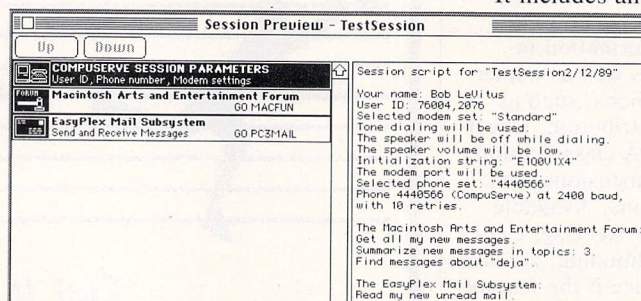 It includes an
Session Preview - TestSession
Up Down
COMPUSERVE SESSION PARAMETERS
User ID, Phone number, Modem settings
FORUM
Macintosh Arts and Entertainment Forum
GO MACFUN
EasyPlex Mail Subsystem
Send and Receive Messages GO PC3MAIL
Session script for "TestSession2/12/89"
Your name: Bob LeVitus
User ID: 76004,2076
Selected modem set: "Standard"
Tone dialing will be used.
The speaker will be off while dialing.
The speaker volume will be low.
Initialization string: "E100V1X4"
The modem port will be used.
Selected phone set: "4440566"
Phone 4440566 (CompuServe) at 2400 baud,
with 10 retries.
The Macintosh Arts and Entertainment Forum:
Get all my new messages.
Summarize new messages in topics: 3.
Find messages about "deja".
The EasyPlex Mail Subsystem:
Read my new unread mail.